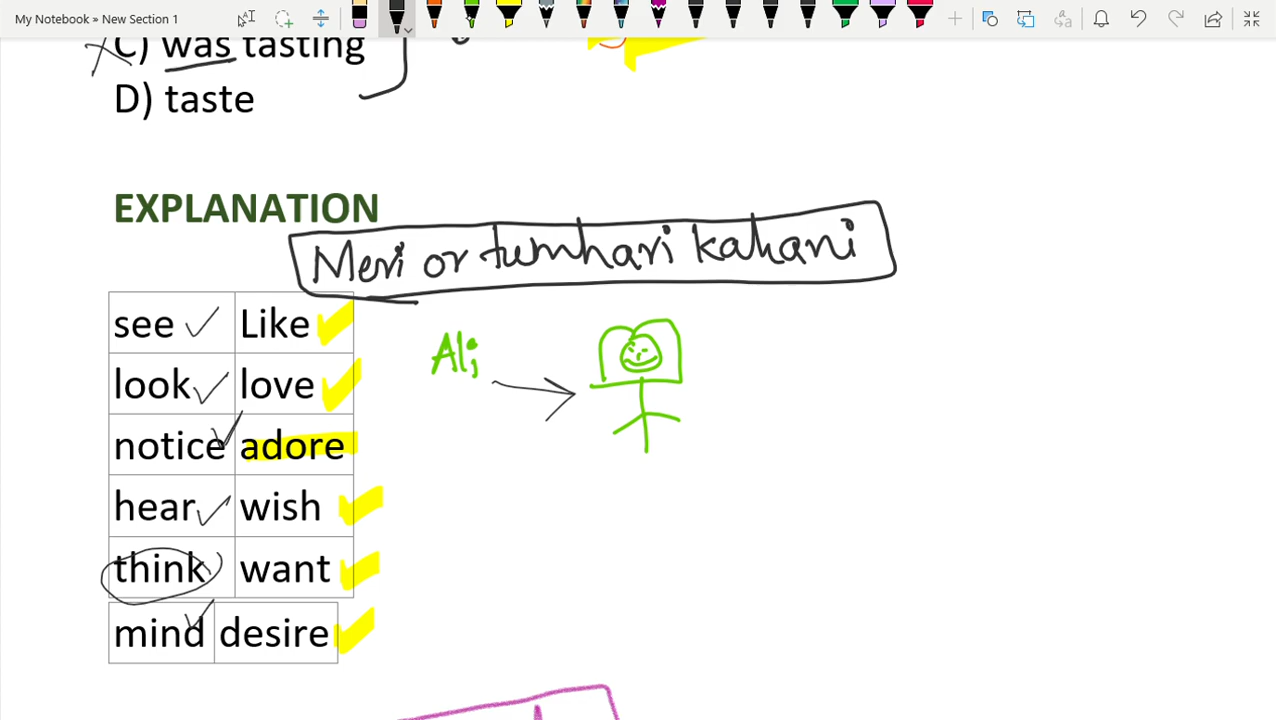 My Notebook » New Section 1
C) was tasting
D) taste
EXPLANATION
Meri or tumhari kahani
see Like
look love
notice adore
hear wish
think want
mind desire
Ali